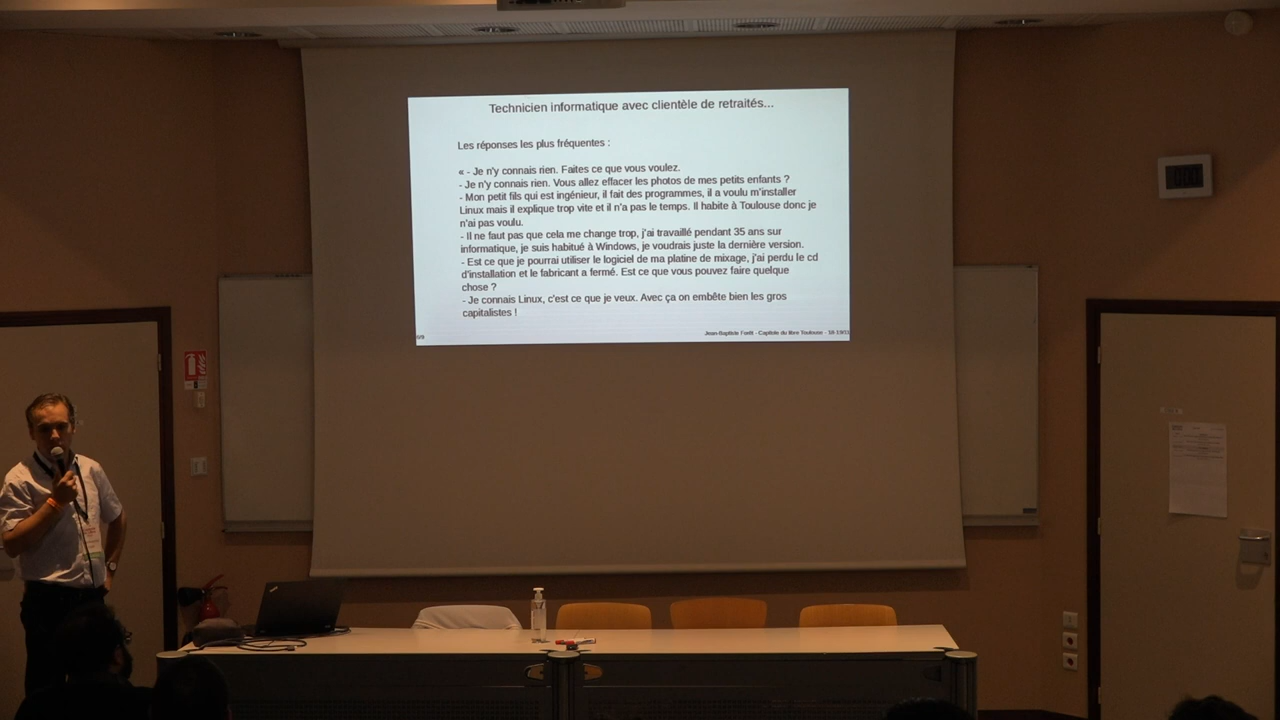 Technicien informatique avec clientèle de retraités...
Les réponses les plus fréquentes :
« - Je n'y connais rien. Faites ce que vous voulez.
- Je n'y connais rien. Vous allez effacer les photos de mes petits enfants ?
- Mon petit fils qui est ingénieur, il fait des programmes, il a voulu m'installer
Linux mais il explique trop vite et il n'a pas le temps. Il habite à Toulouse donc je
n'ai pas voulu.
- Il ne faut pas que cela me change trop, j'ai travaillé pendant 35 ans sur
informatique, je suis habitué à Windows, je voudrais juste la dernière version.
- Est ce que je pourrai utiliser le logiciel de ma platine de mixage, j'ai perdu le cd
d'installation et le fabricant a fermé. Est ce que vous pouvez faire quelque
chose ?
- Je connais Linux, c'est ce que je veux. Avec ça on embête bien les gros
capitalistes !
Jean-Baptiste Forêt - Capitole du libre Toulouse -